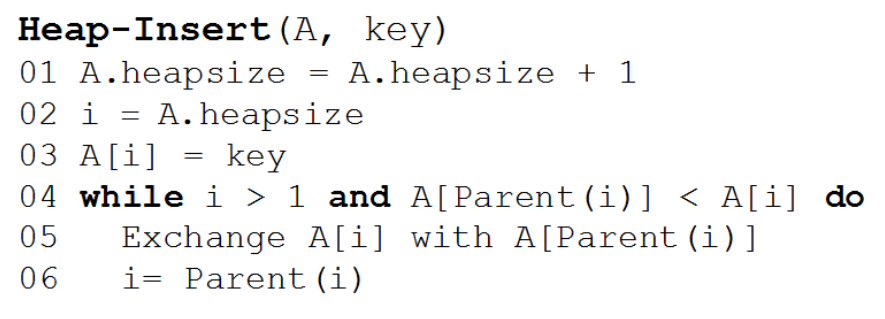 Heap-Insert(A, key)
01 A.heapsize = A.heapsize + 1
02 i = A.heapsize
03 A[i] = key
04 while i > 1 and A[Parent(i)] < A[i] do
05   Exchange A[i] with A[Parent(i)]
06   i= Parent(i)